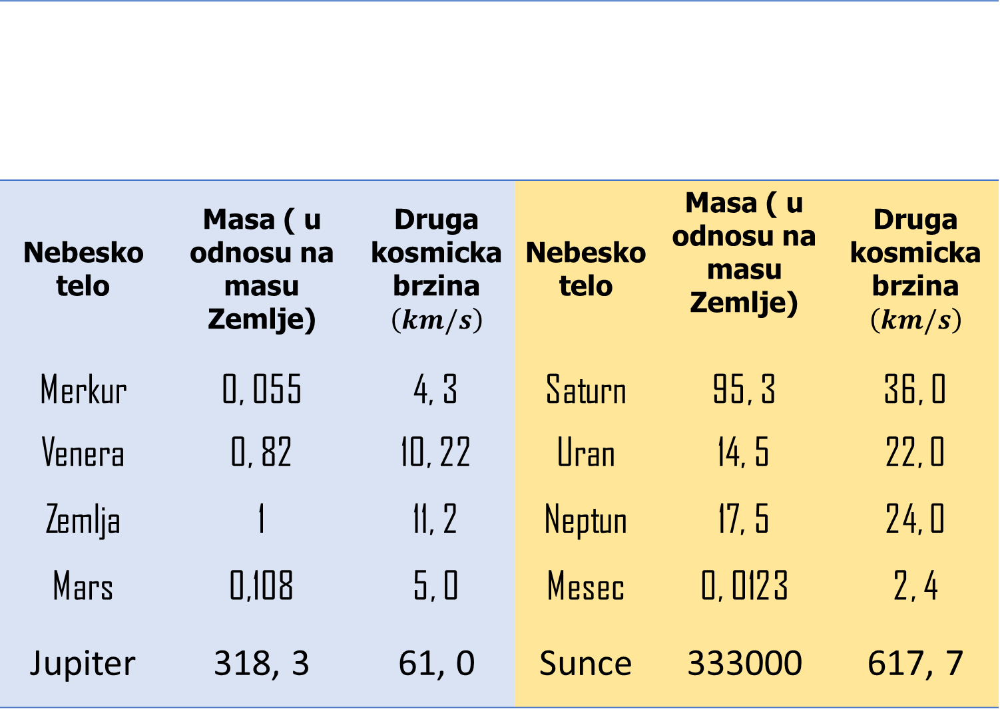 Nebesko telo Masa ( u odnosu na masu Zemlje) Druga kosmicka brzina (km/s) Nebesko telo Masa ( u odnosu na masu Zemlje) Druga kosmicka brzina (km/s)
Merkur 0, 055 4, 3 Saturn 95, 3 36, 0
Venera 0, 82 10, 22 Uran 14, 5 22, 0
Zemlja 1 11, 2 Neptun 17, 5 24, 0
Mars 0,108 5, 0 Mesec 0, 0123 2, 4
Jupiter 318, 3 61, 0 Sunce 333000 617, 7